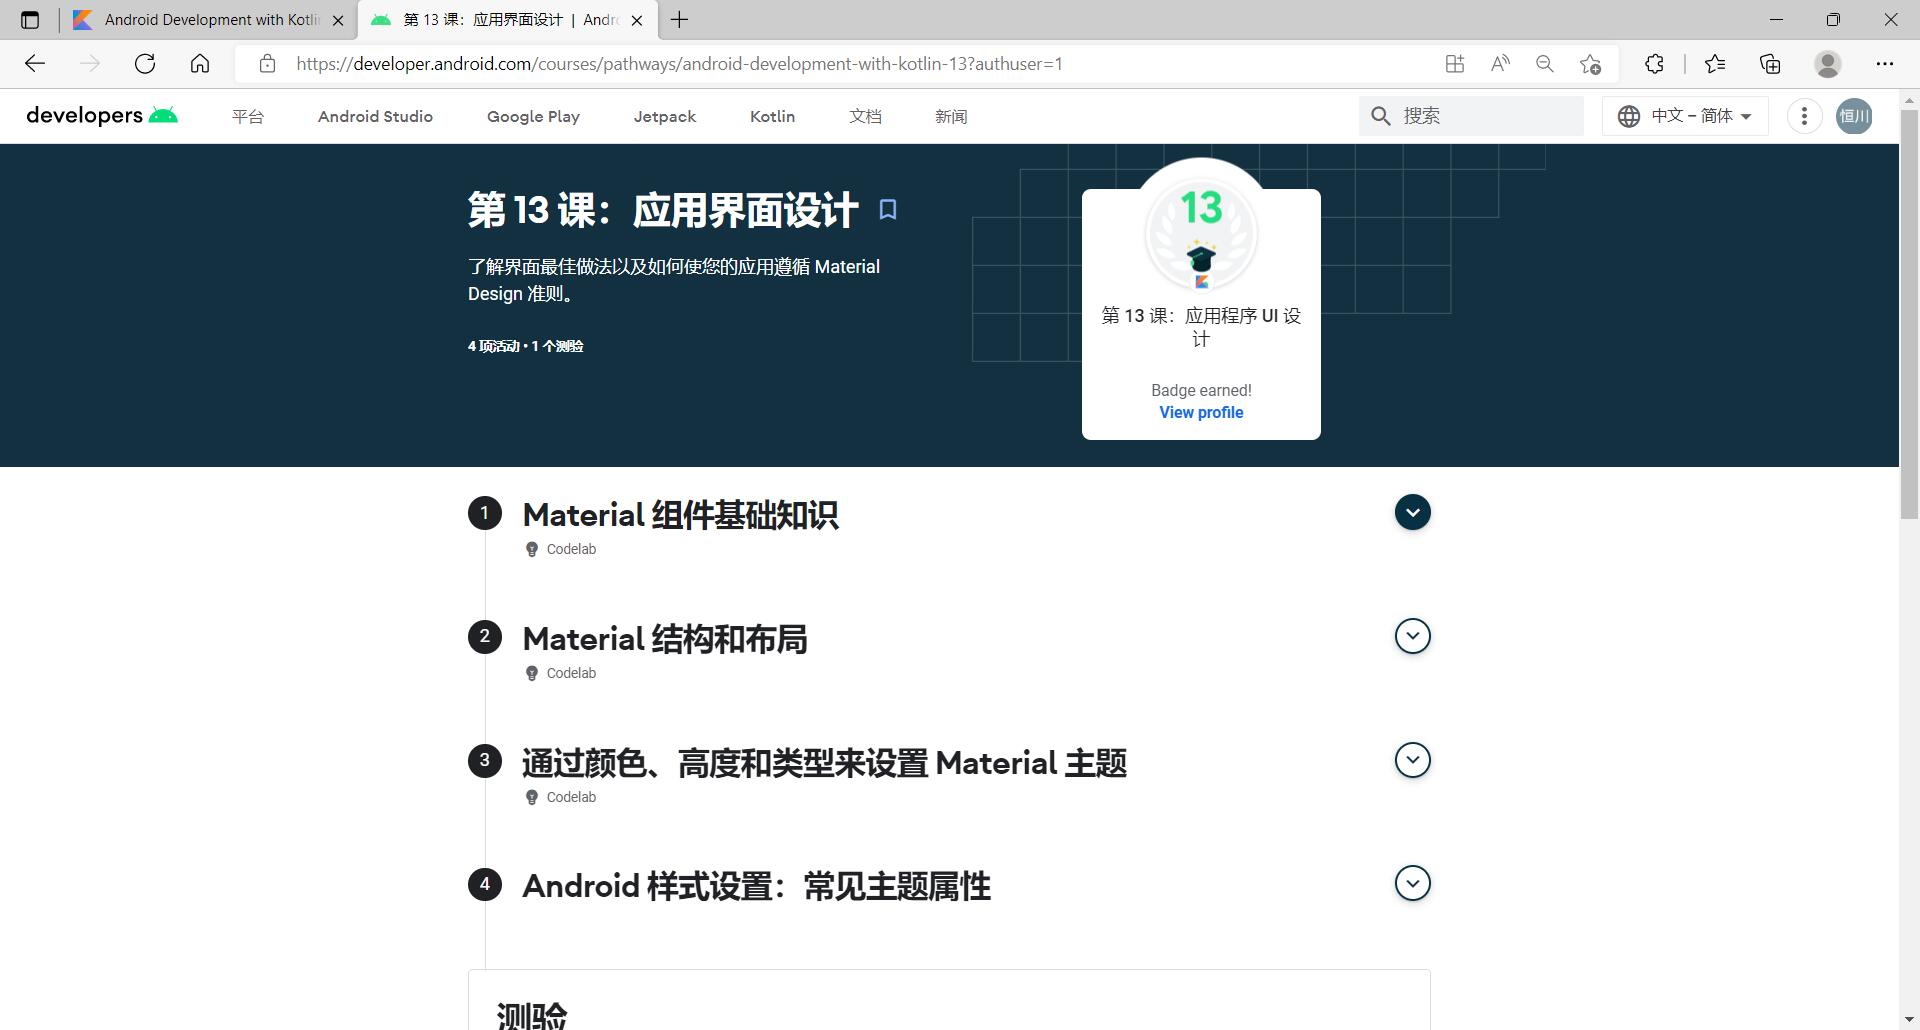 Android Development with Kotlin
第 13 课：应用界面设计 | Andr
https://developer.android.com/courses/pathways/android-development-with-kotlin-13?authuser=1
developers
平台
Android Studio
Google Play
Jetpack
Kotlin
文档
新闻
搜索
中文 – 简体
恒川
第 13 课：应用界面设计
了解界面最佳做法以及如何使您的应用遵循 Material
Design 准则。
4 项活动 • 1 个测验
13
第 13 课：应用程序 UI 设
计
Badge earned!
View profile
1
Material 组件基础知识
Codelab
2
Material 结构和布局
Codelab
3
通过颜色、高度和类型来设置 Material 主题
Codelab
4
Android 样式设置：常见主题属性
测验